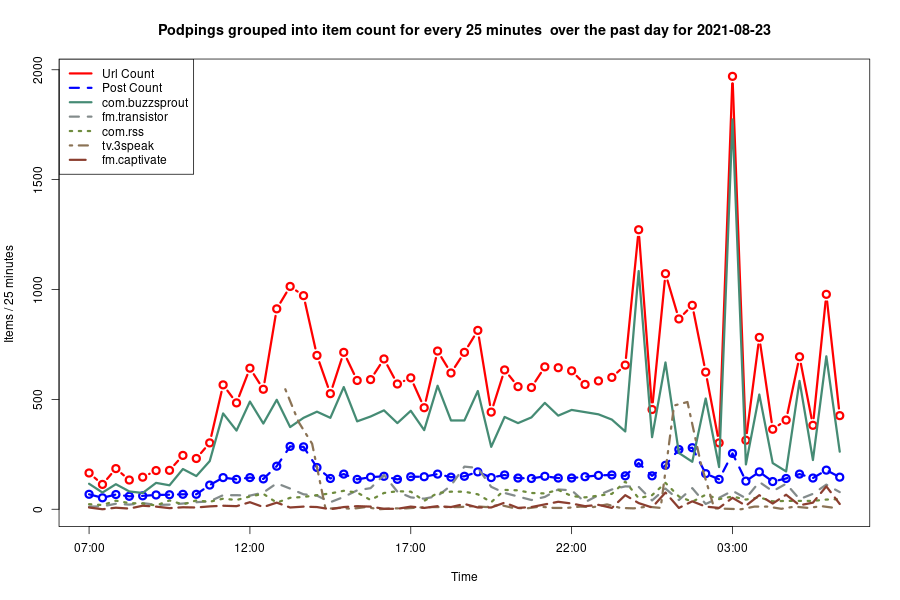 Podpings grouped into item count for every 25 minutes  over the past day for 2021-08-23
Url Count
Post Count
com.buzzsprout
fm.transistor
com.rss
tv.3speak
fm.captivate
Items / 25 minutes
2000
1500
1000
500
0
07:00
12:00
17:00
22:00
03:00
Time